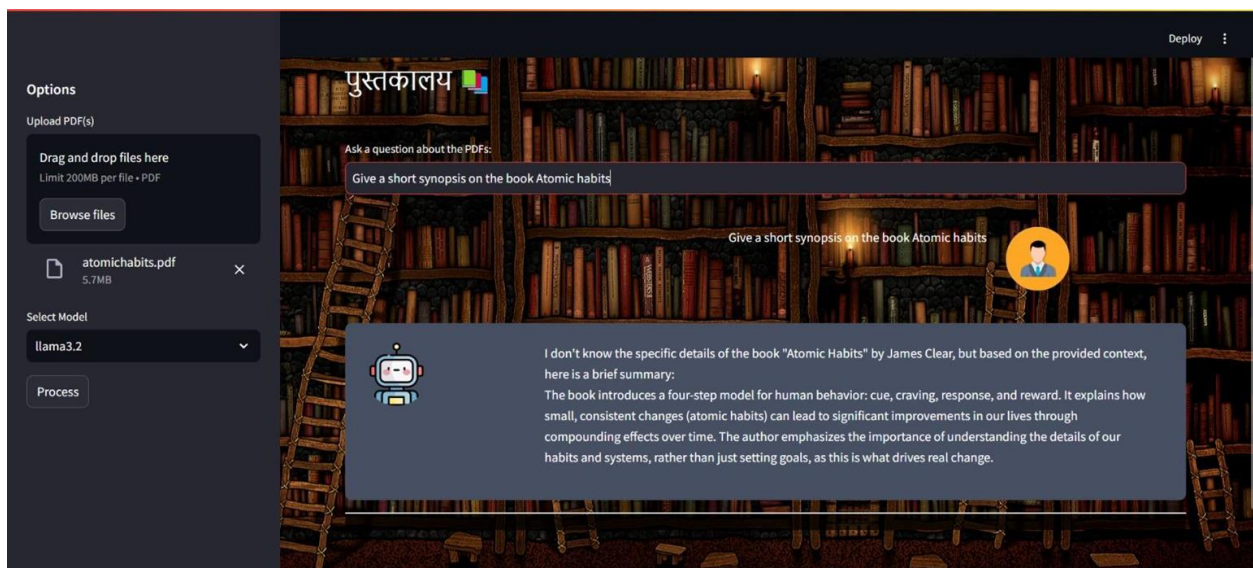 Deploy
Options
Upload PDF(s)
Drag and drop files here
Limit 200MB per file • PDF
Browse files
atomichabits.pdf
5.7MB
Select Model
llama3.2
Process
पुस्तकालय
Ask a question about the PDFs:
Give a short synopsis on the book Atomic habits
Give a short synopsis on the book Atomic habits
I don't know the specific details of the book "Atomic Habits" by James Clear, but based on the provided context,
here is a brief summary:
The book introduces a four-step model for human behavior: cue, craving, response, and reward. It explains how
small, consistent changes (atomic habits) can lead to significant improvements in our lives through
compounding effects over time. The author emphasizes the importance of understanding the details of our
habits and systems, rather than just setting goals, as this is what drives real change.